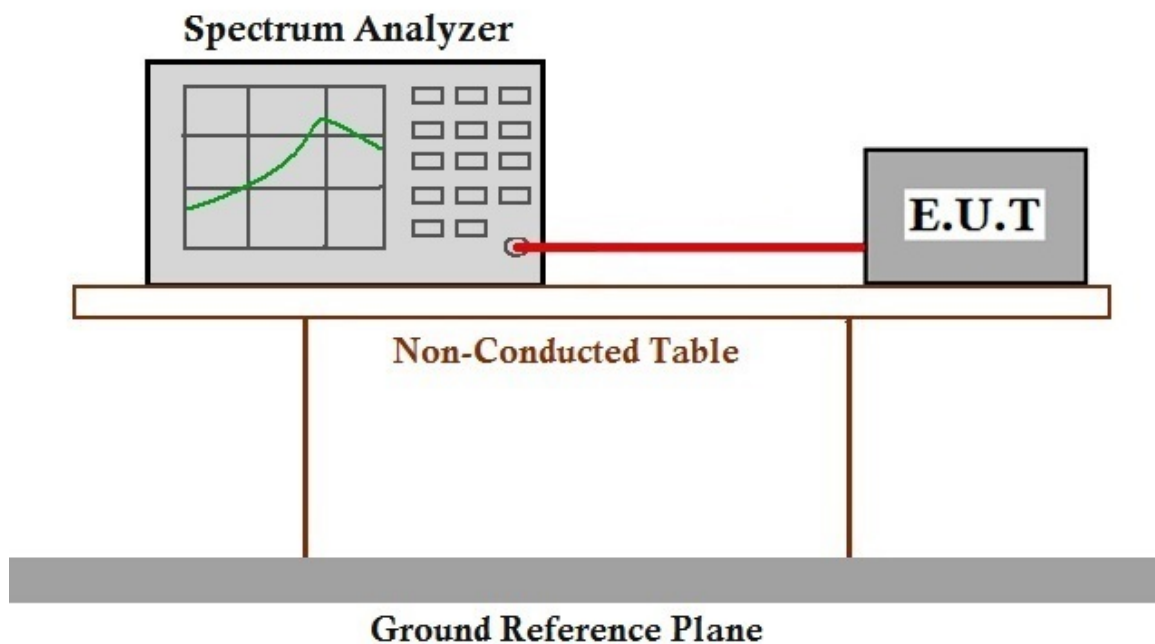 Spectrum Analyzer
E.U.T
Non-Conducted Table
Ground Reference Plane